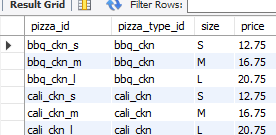 Result Grid Filter Rows:
pizza_id pizza_type_id size price
bbq_ckn_s bbq_ckn S 12.75
bbq_ckn_m bbq_ckn M 16.75
bbq_ckn_l bbq_ckn L 20.75
cali_ckn_s cali_ckn S 12.75
cali_ckn_m cali_ckn M 16.75
cali_ckn_l cali_ckn L 20.75